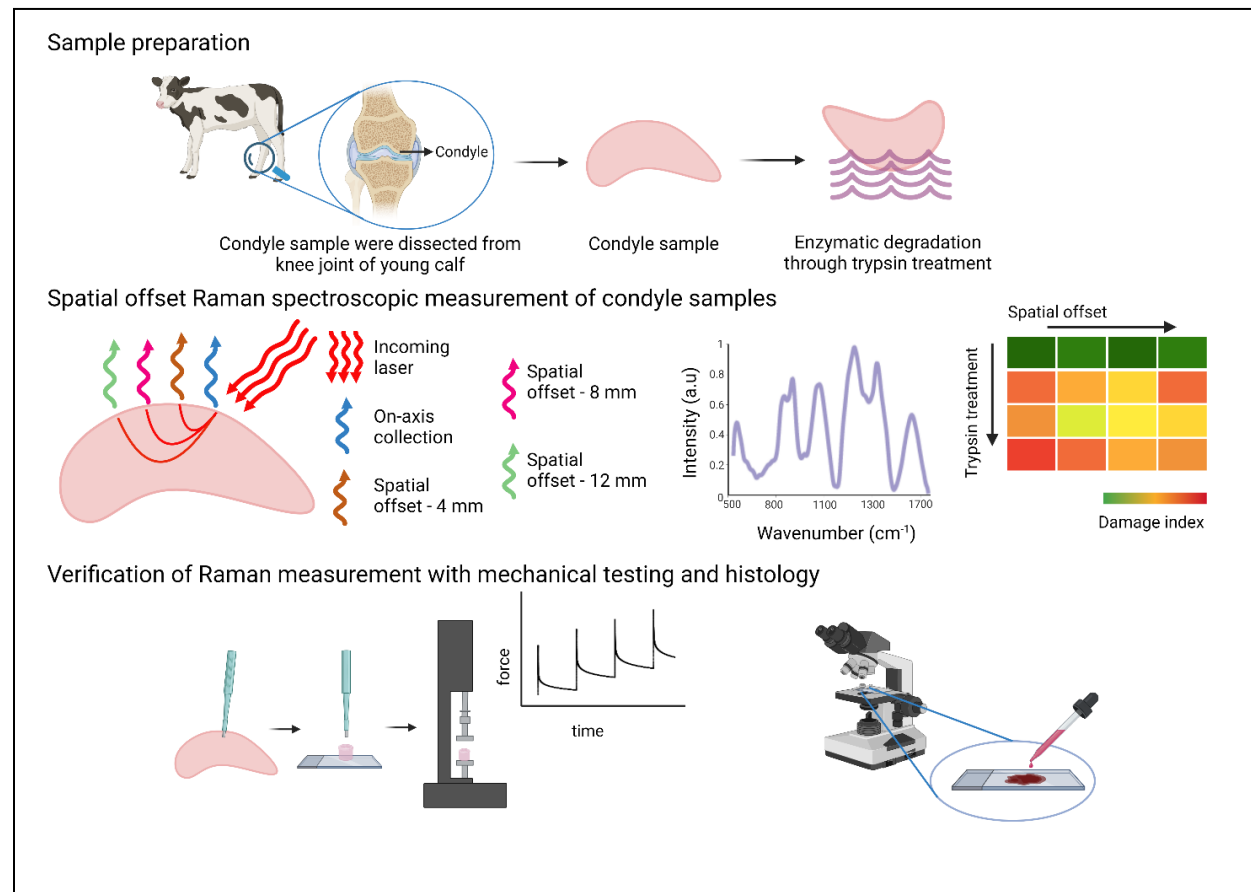 Sample preparation
Condyle
Condyle sample were dissected from
knee joint of young calf
Condyle sample
Enzymatic degradation
through trypsin treatment
Spatial offset Raman spectroscopic measurement of condyle samples
Incoming
laser
On-axis
collection
Spatial
offset - 4 mm
Spatial
offset - 8 mm
Spatial
offset - 12 mm
Intensity (a.u)
1
0.8
0.6
0.4
0.2
0
500
800
1100
1300
1700
Wavenumber (cm⁻¹)
Spatial offset
Trypsin treatment
Damage index
Verification of Raman measurement with mechanical testing and histology
force
time